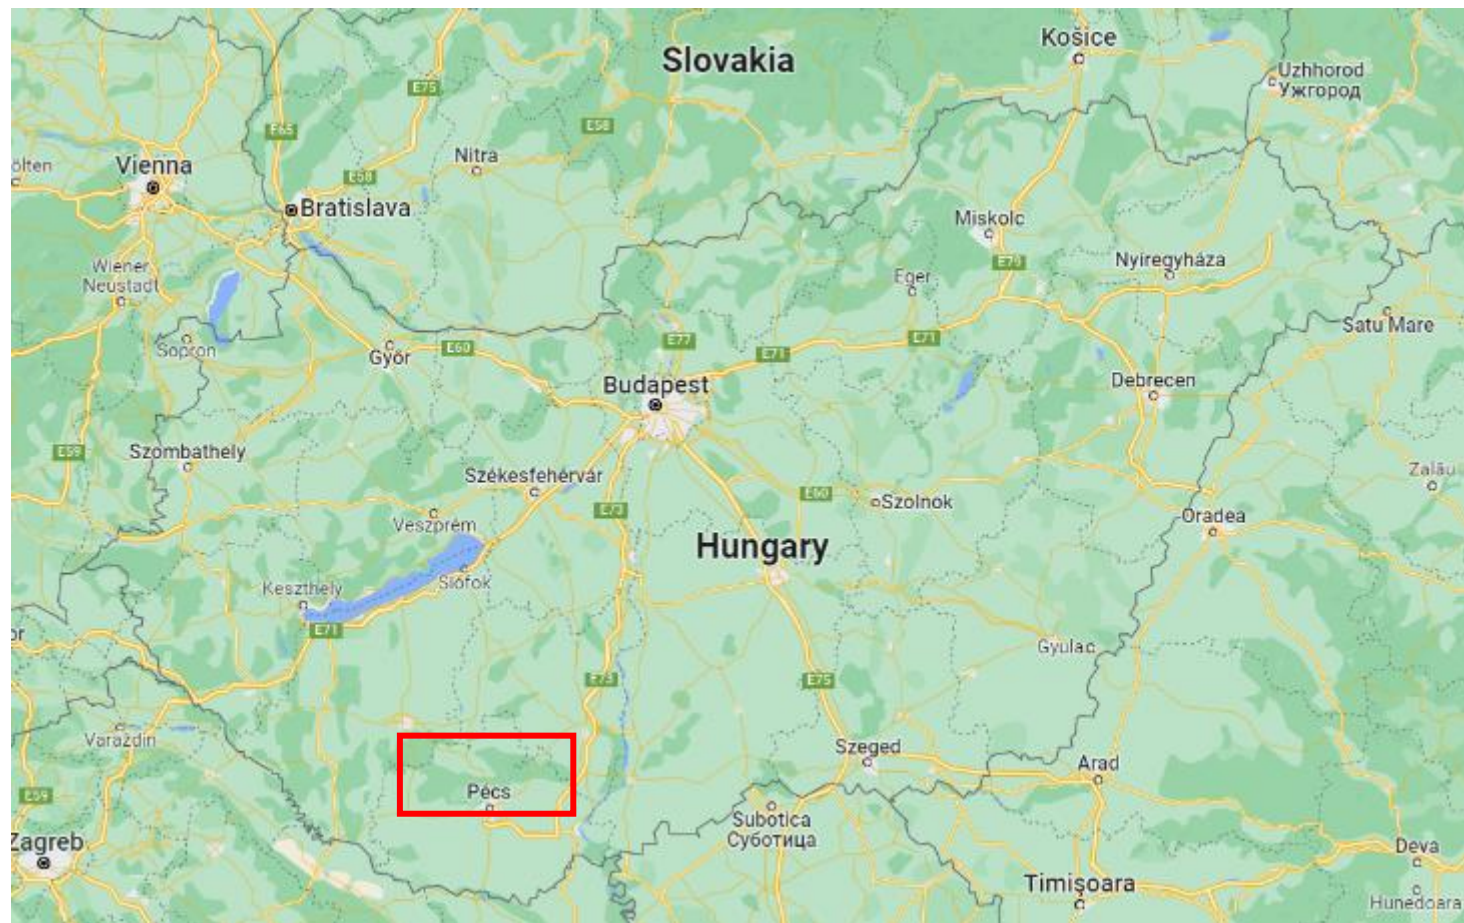 Slovakia
Košice
Uzhhorod
Ужгород
E75
E65
E58
Nitra
Vienna
ölten
E58
Bratislava
Miskolc
Wiener
Neustadt
E79
Nyíregyháza
Eger
Satu Mare
Sopron
Győr
E60
E77
E71
E71
Budapest
Debrecen
E59
Szombathely
Székesfehérvár
E60
Szolnok
Zalău
Veszprém
E73
Oradea
Hungary
Keszthely
Siófok
or
E71
Gyula
E73
E75
Varaždin
Szeged
Arad
Pécs
E59
Subotica
Суботица
Zagreb
Deva
Timișoara
Hunedoara